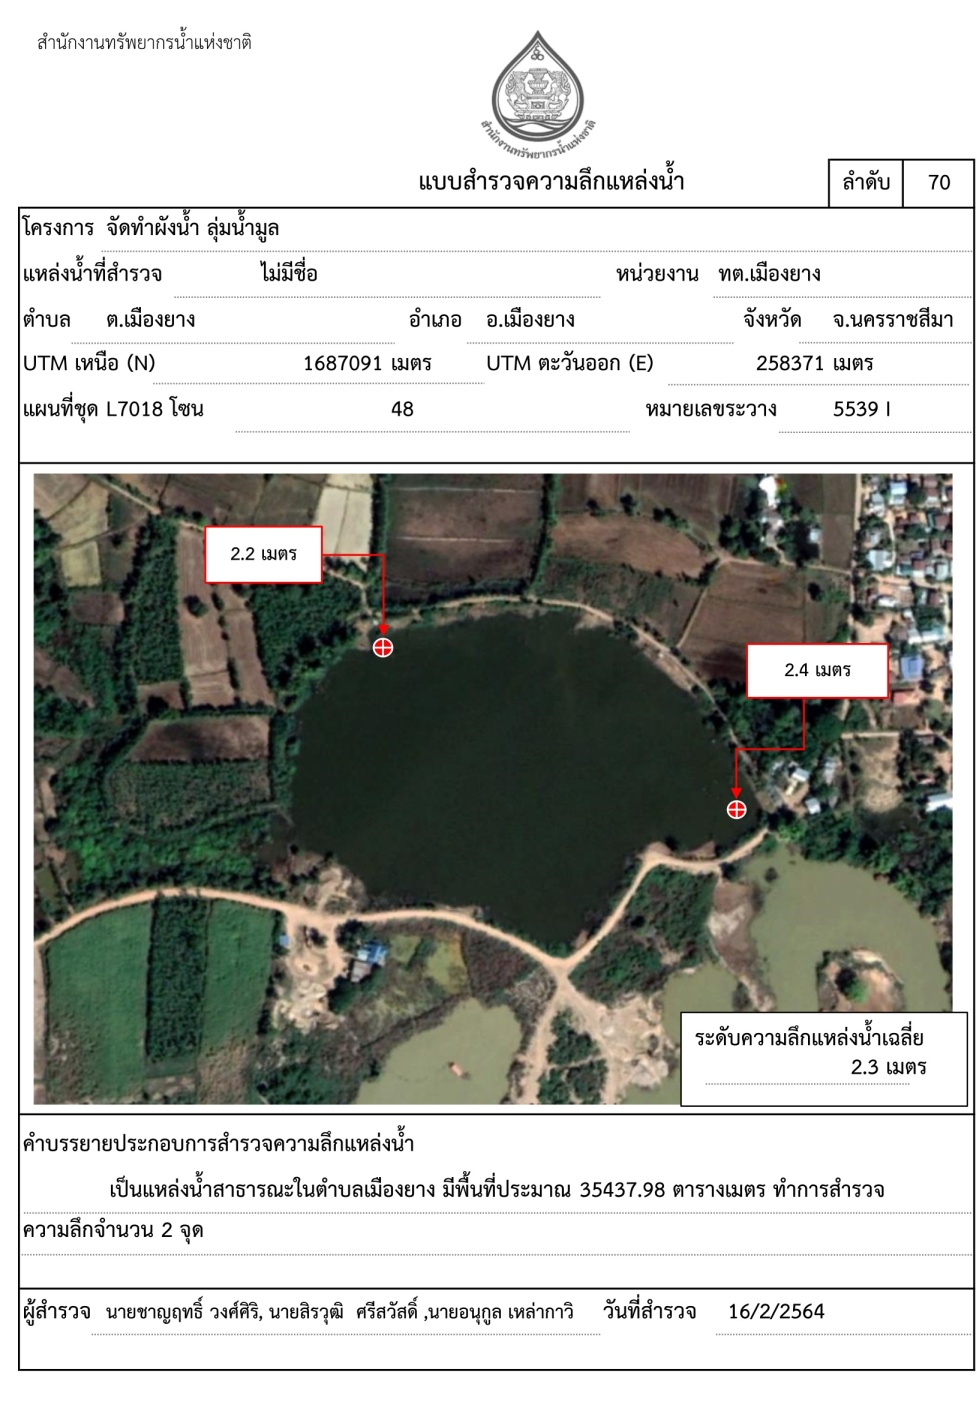 สำนักงานทรัพยากรน้ำแห่งชาติ
สำนักงานทรัพยากรน้ำแห่งชาติ
แบบสำรวจความลึกแหล่งน้ำ
ลำดับ 70
โครงการ จัดทำผังน้ำ ลุ่มน้ำมูล
แหล่งน้ำที่สำรวจ ไม่มีชื่อ หน่วยงาน ทต.เมืองยาง
ตำบล ต.เมืองยาง อำเภอ อ.เมืองยาง จังหวัด จ.นครราชสีมา
UTM เหนือ (N) 1687091 เมตร UTM ตะวันออก (E) 258371 เมตร
แผนที่ชุด L7018 โซน 48 หมายเลขระวาง 5539 I
2.2 เมตร
2.4 เมตร
ระดับความลึกแหล่งน้ำเฉลี่ย
2.3 เมตร
คำบรรยายประกอบการสำรวจความลึกแหล่งน้ำ
เป็นแหล่งน้ำสาธารณะในตำบลเมืองยาง มีพื้นที่ประมาณ 35437.98 ตารางเมตร ทำการสำรวจ
ความลึกจำนวน 2 จุด
ผู้สำรวจ นายชาญฤทธิ์ วงศ์ศิริ, นายสิรวุฒิ ศรีสวัสดิ์ ,นายอนุกูล เหล่ากาวิ วันที่สำรวจ 16/2/2564